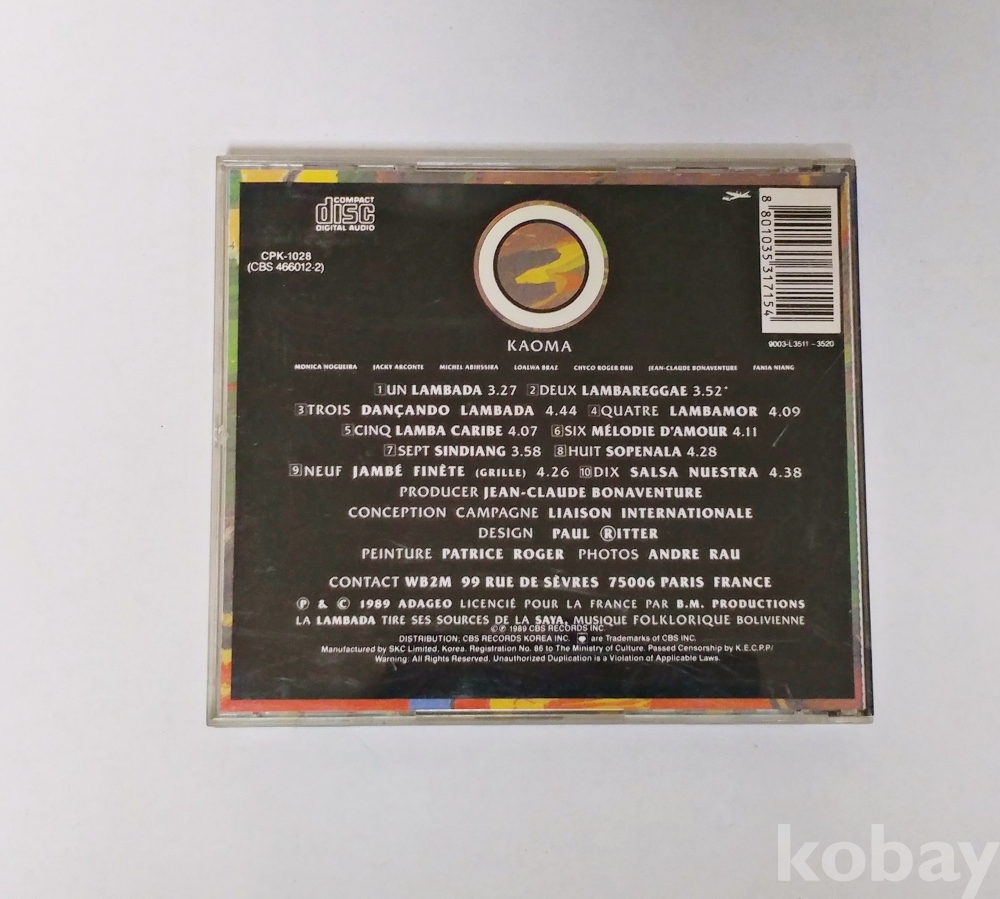 COMPACT
disc
DIGITAL AUDIO
CPK-1028
(CBS 466012-2)
8 801035 317154
9003-L3511-3520
KAOMA
MONICA NOGUEIRA JACKY ARCONTE MICHEL ABIHSSIRA LOALWA BRAZ CHYCO ROGER DRU JEAN-CLAUDE BONAVENTURE FANIA NIANG
1 UN LAMBADA 3.27 2 DEUX LAMBAREGGAE 3.52*
3 TROIS DANÇANDO LAMBADA 4.44 4 QUATRE LAMBAMOR 4.09
5 CINQ LAMBA CARIBE 4.07 6 SIX MÉLODIE D'AMOUR 4.11
7 SEPT SINDIANG 3.58 8 HUIT SOPENALA 4.28
9 NEUF JAMBÉ FINÊTE (GRILLE) 4.26 10 DIX SALSA NUESTRA 4.38
PRODUCER JEAN-CLAUDE BONAVENTURE
CONCEPTION CAMPAGNE LIAISON INTERNATIONALE
DESIGN PAUL ®ITTER
PEINTURE PATRICE ROGER PHOTOS ANDRE RAU
CONTACT WB2M 99 RUE DE SÈVRES 75006 PARIS FRANCE
℗ & © 1989 ADAGEO LICENCIÉ POUR LA FRANCE PAR B.M. PRODUCTIONS
LA LAMBADA TIRE SES SOURCES DE LA SAYA, MUSIQUE FOLKLORIQUE BOLIVIENNE
©℗ 1989 CBS RECORDS INC.
DISTRIBUTION; CBS RECORDS KOREA INC. are Trademarks of CBS INC.
Manufactured by SKC Limited. Korea. Registration No. 86 to The Ministry of Culture. Passed Censorship by K.E.C.P.P/
Warning: All Rights Reserved. Unauthorized Duplication is a Violation of Applicable Laws.
kobay